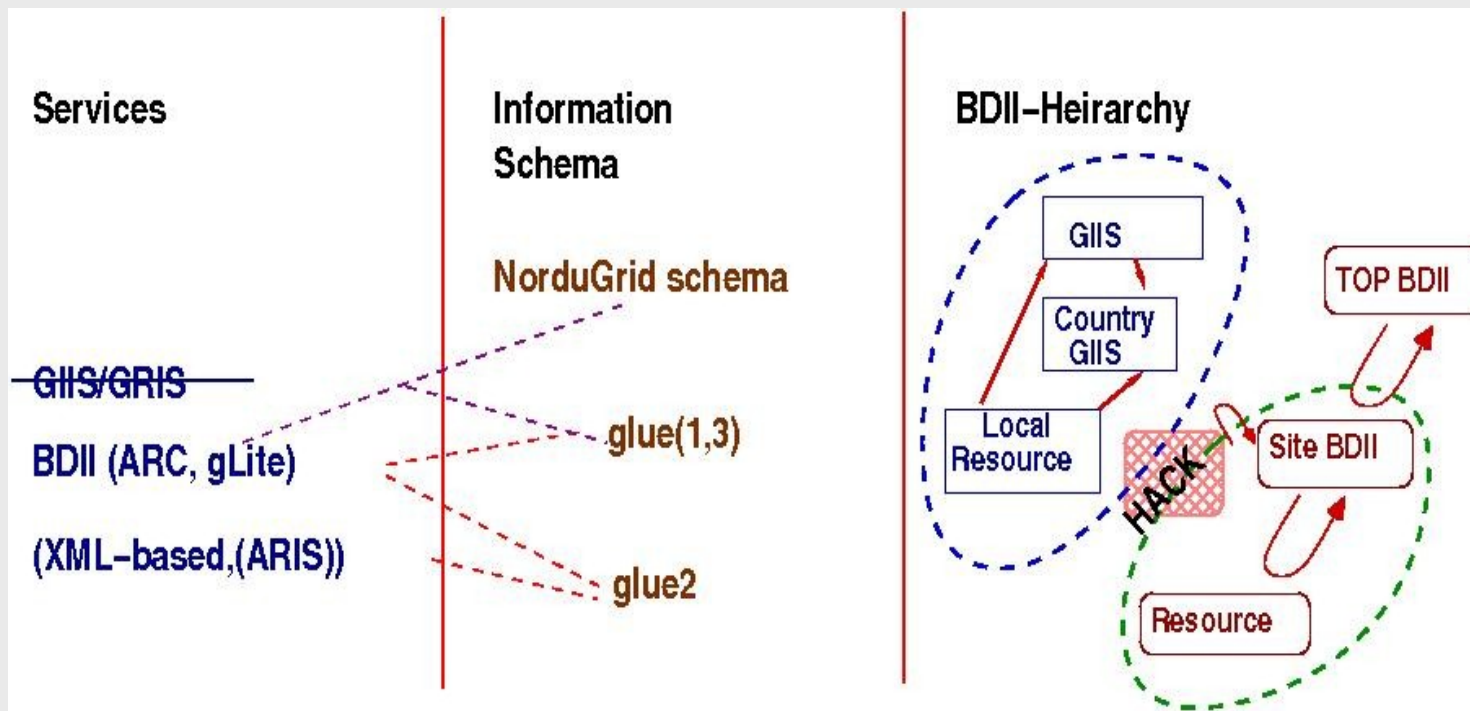 Services
GIIS/GRIS
BDII (ARC, gLite)
(XML-based,(ARIS))
Information
Schema
NorduGrid schema
glue(1,3)
glue2
BDII-Heirarchy
GIIS
Country
GIIS
Local
Resource
HACK
TOP BDII
Site BDII
Resource